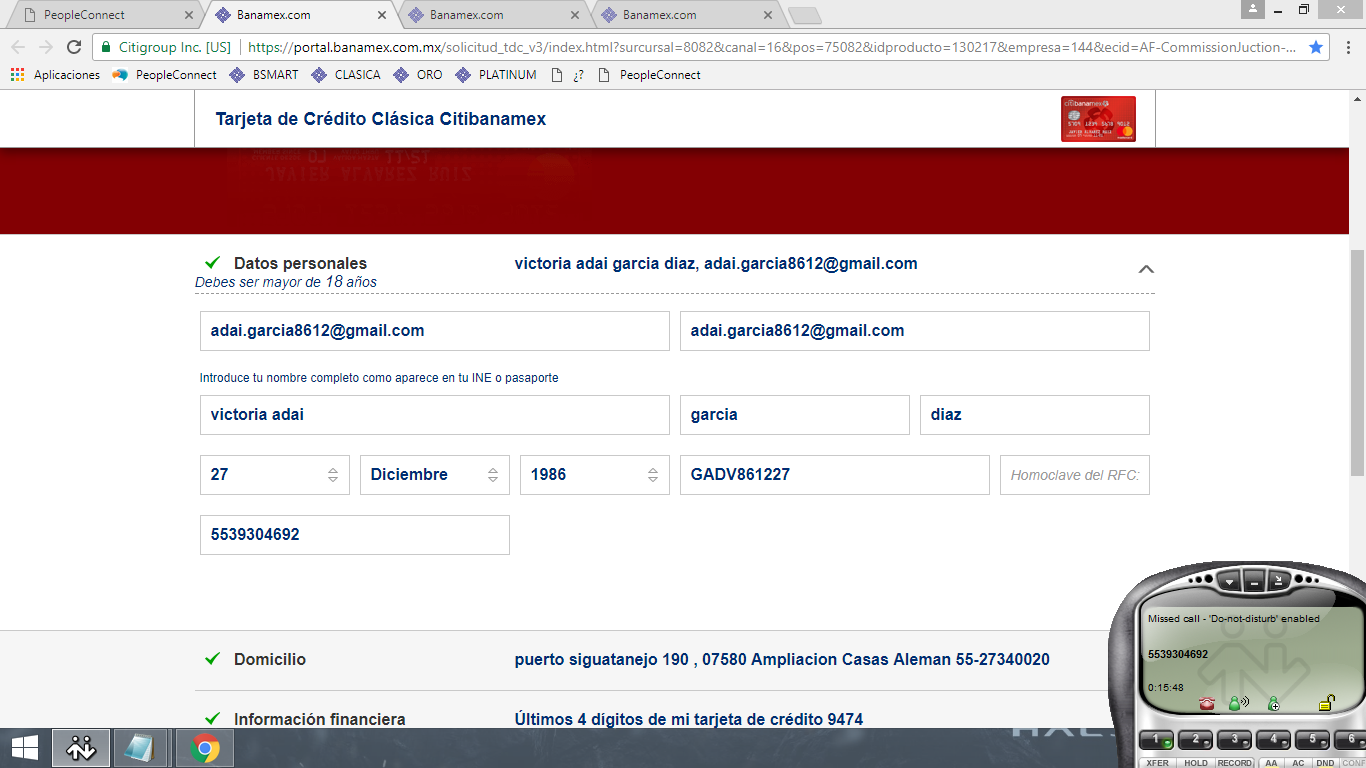 PeopleConnect
Banamex.com
Banamex.com
Banamex.com
Citigroup Inc. [US] https://portal.banamex.com.mx/solicitud_tdc_v3/index.html?surcursal=8082&canal=16&pos=75082&idproducto=130217&empresa=144&ecid=AF-CommissionJuction-...
Aplicaciones PeopleConnect BSMART CLASICA ORO PLATINUM ¿? PeopleConnect
Tarjeta de Crédito Clásica Citibanamex
citibanamex
JAVIER ALVAREZ RUIZ
Datos personales victoria adai garcia diaz, adai.garcia8612@gmail.com
Debes ser mayor de 18 años
adai.garcia8612@gmail.com adai.garcia8612@gmail.com
Introduce tu nombre completo como aparece en tu INE o pasaporte
victoria adai garcia diaz
27 Diciembre 1986 GADV861227 Homoclave del RFC:
5539304692
Domicilio puerto siguatanejo 190 , 07580 Ampliacion Casas Aleman 55-27340020
Información financiera Últimos 4 dígitos de mi tarjeta de crédito 9474
Missed call - 'Do-not-disturb' enabled
5539304692
0:15:48
1 2 3 4 5 6
XFER HOLD RECORD AA AC DND CONF